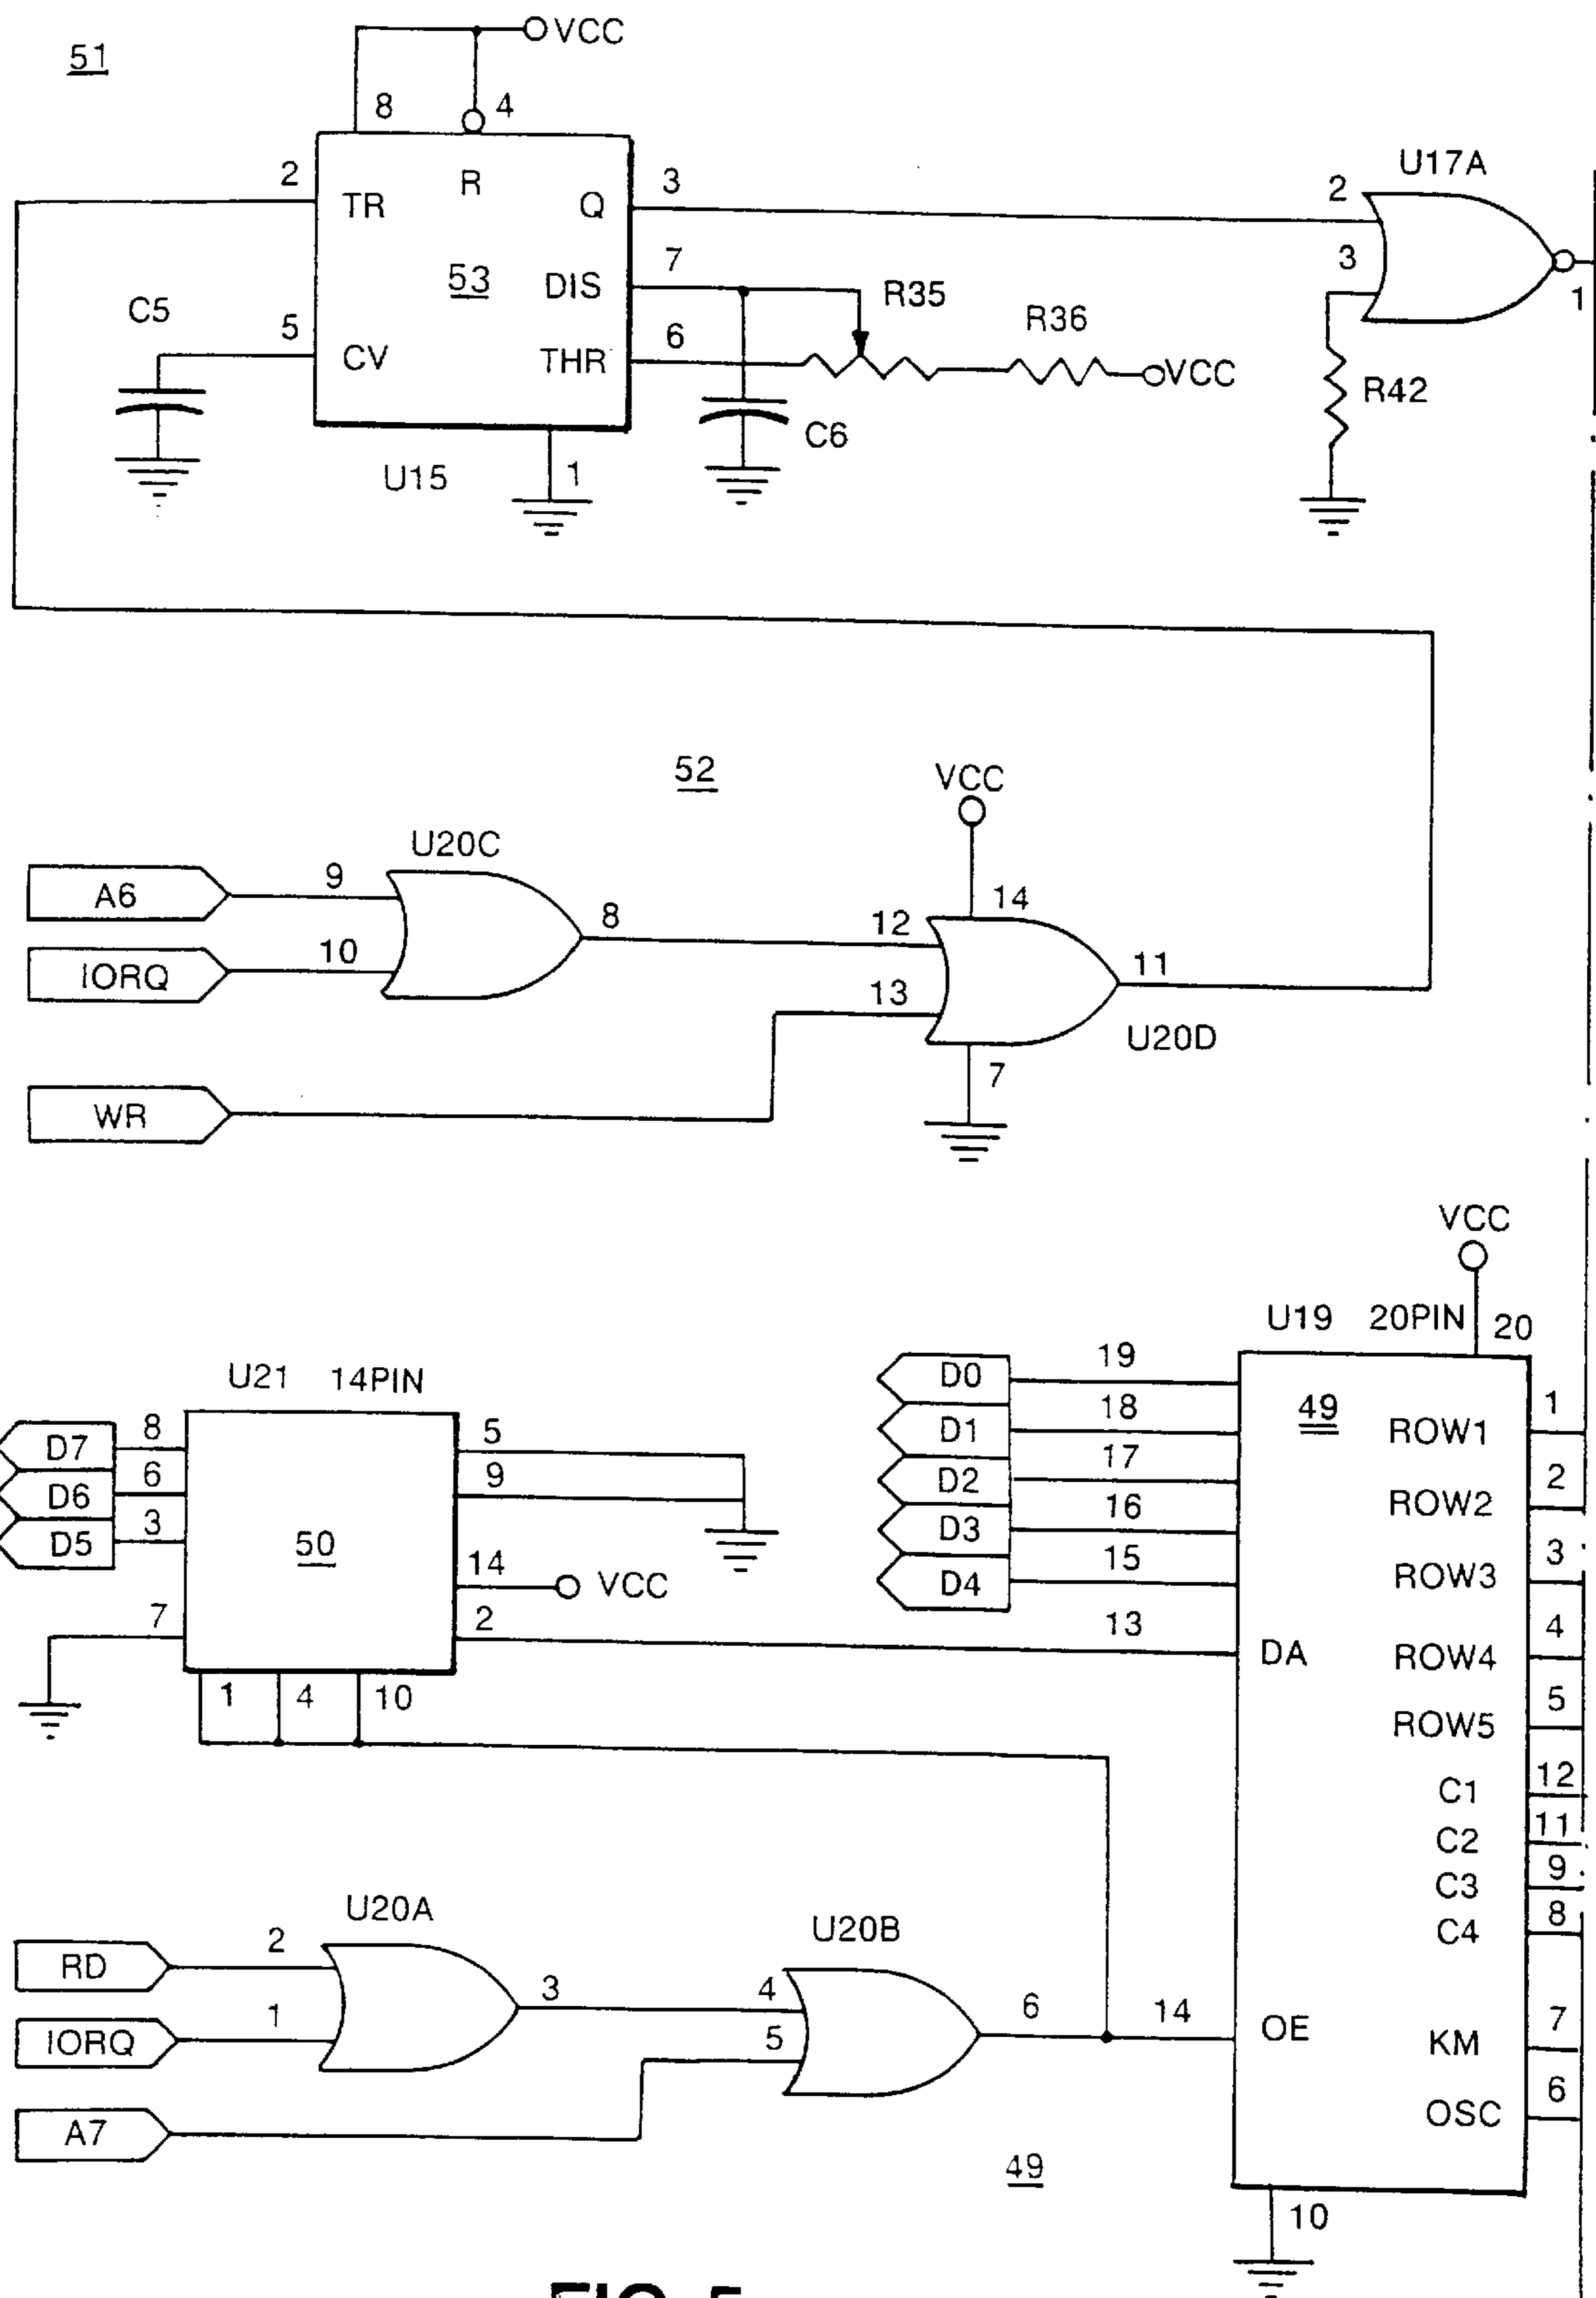 51
VCC
8
4
2
TR
R
Q
3
U17A
2
3
1
53
DIS
7
R35
R36
C5
5
CV
THR
6
VCC
R42
C6
U15
1
52
VCC
U20C
A6
9
8
14
IORQ
10
12
11
13
U20D
WR
7
VCC
U19 20PIN
20
U21 14PIN
D0
19
49
D1
18
ROW1
1
D7
8
5
D2
17
ROW2
2
D6
6
9
D3
16
D5
3
50
D4
15
ROW3
3
14
VCC
7
2
13
DA
ROW4
4
1
4
10
ROW5
5
C1
12
C2
11
C3
9
C4
8
U20A
U20B
RD
2
3
4
6
14
OE
IORQ
1
5
KM
7
A7
OSC
6
49
10
FIG. 5